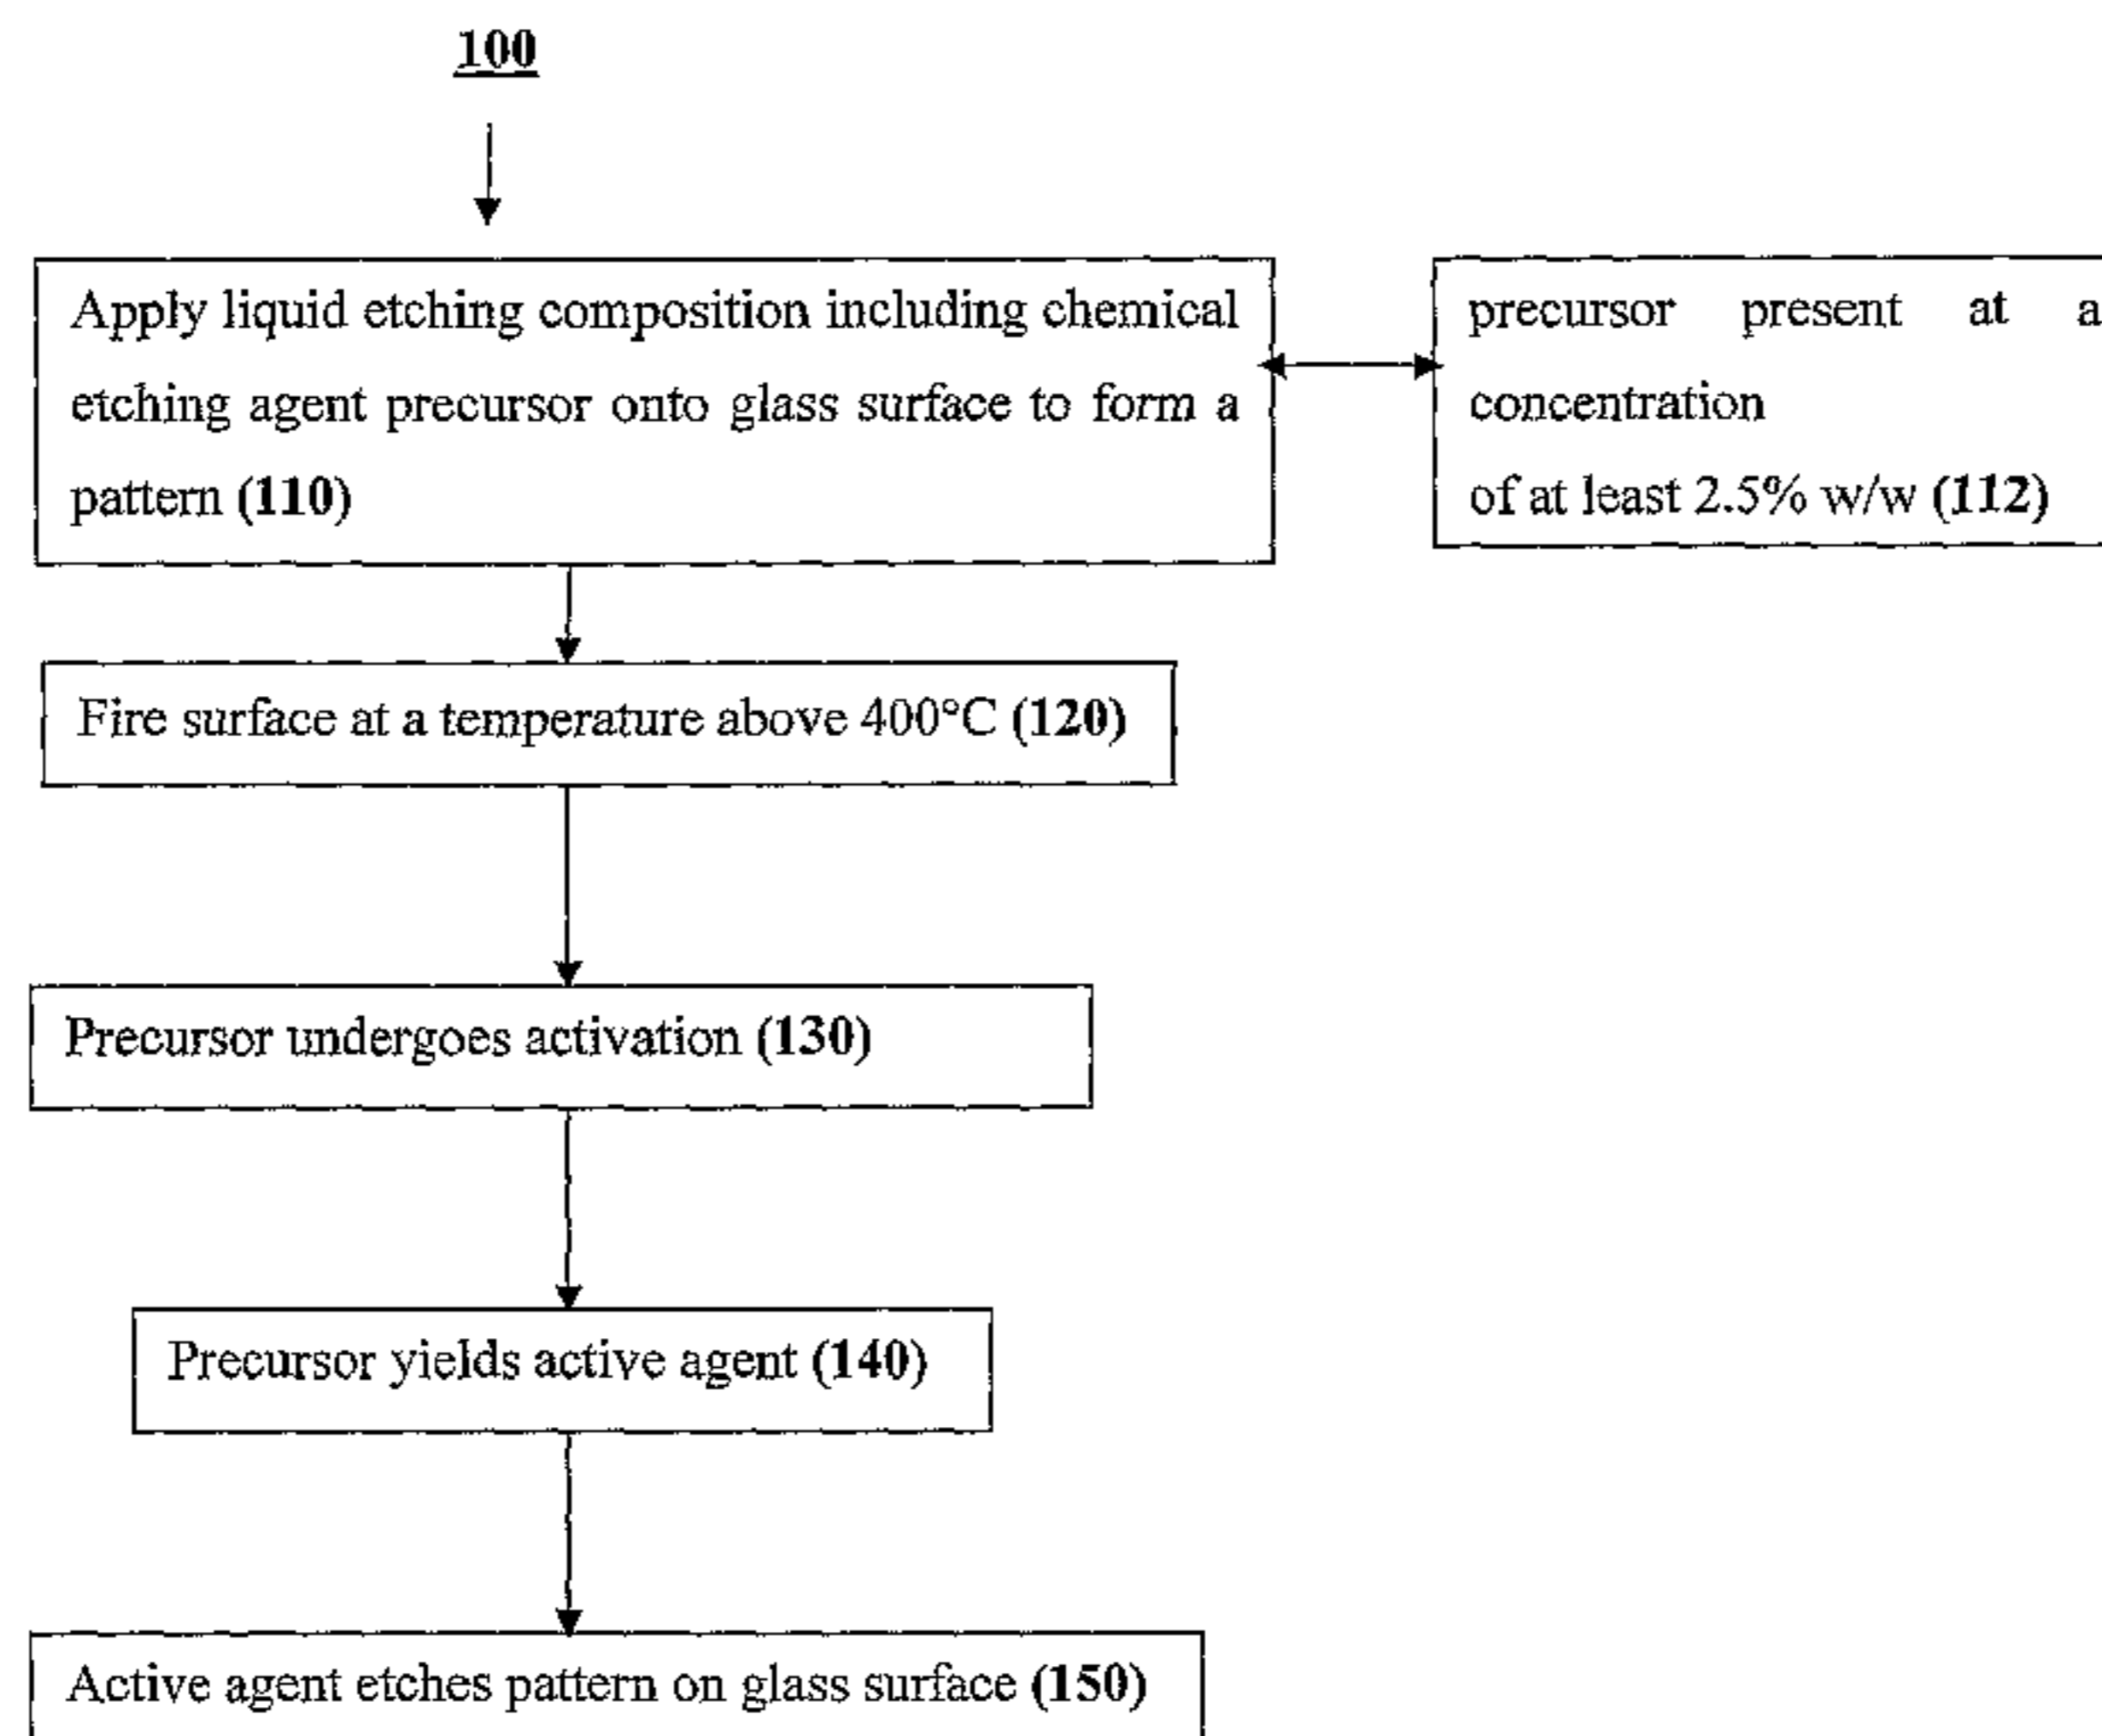 100
Apply liquid etching composition including chemical
etching agent precursor onto glass surface to form a
pattern (110)
precursor present at a
concentration
of at least 2.5% w/w (112)
Fire surface at a temperature above 400°C (120)
Precursor undergoes activation (130)
Precursor yields active agent (140)
Active agent etches pattern on glass surface (150)